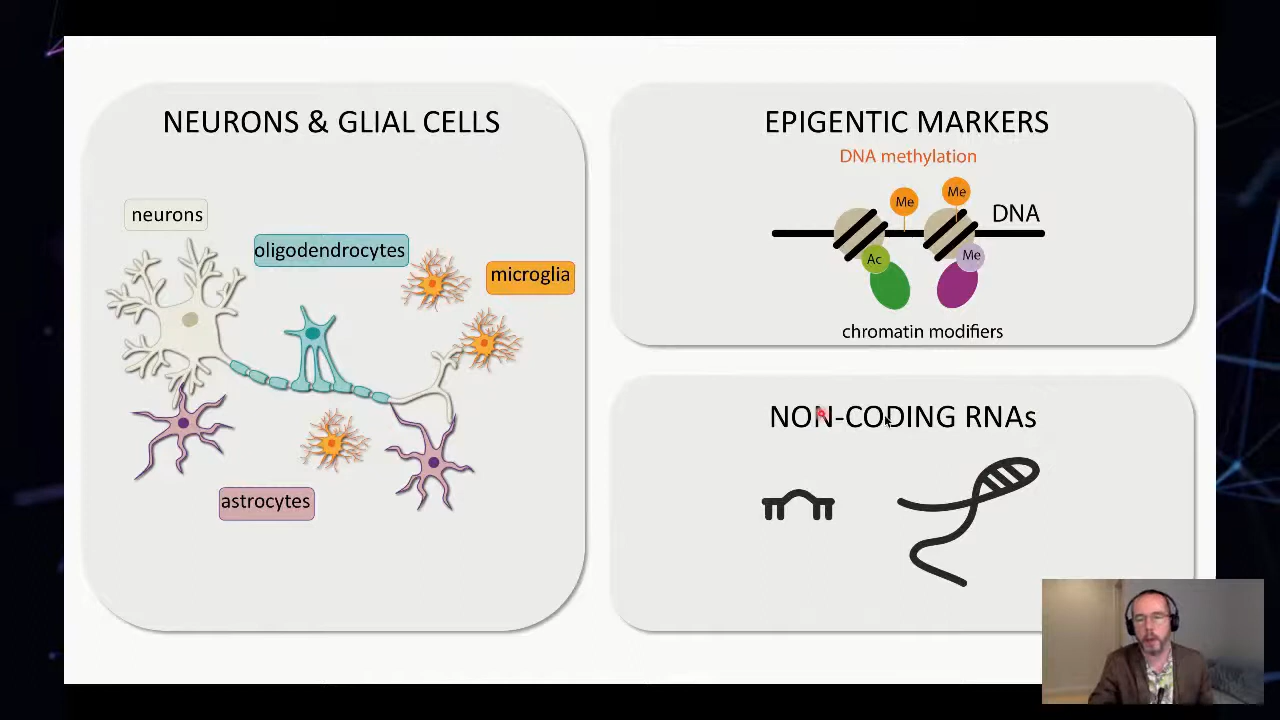 NEURONS & GLIAL CELLS
neurons
oligodendrocytes
microglia
astrocytes
EPIGENTIC MARKERS
DNA methylation
Me
Me
DNA
Ac
Me
chromatin modifiers
NON-CODING RNAs